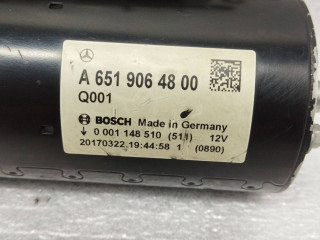 A 651 906 48 00
Q001
BOSCH Made in Germany
0 001 148 510 (511) 12V
20170322 19:44:58 1 (0890)